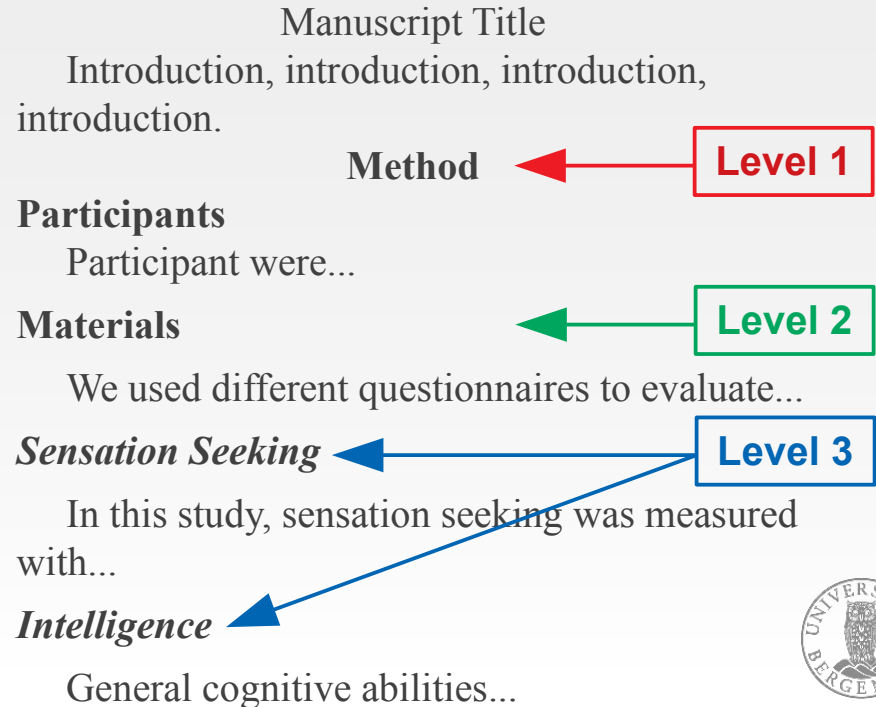 Manuscript Title
Introduction, introduction, introduction,
introduction.
Method
Level 1
Participants
Participant were...
Materials
Level 2
We used different questionnaires to evaluate...
Sensation Seeking
Level 3
In this study, sensation seeking was measured
with...
Intelligence
General cognitive abilities...